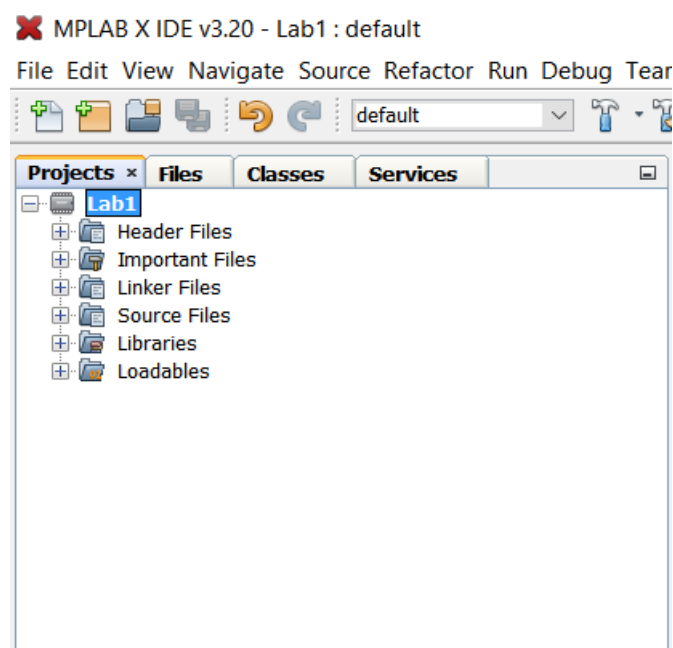 MPLAB X IDE v3.20 - Lab1 : default
File Edit View Navigate Source Refactor Run Debug
default
Projects × Files Classes Services
Lab1
Header Files
Important Files
Linker Files
Source Files
Libraries
Loadables